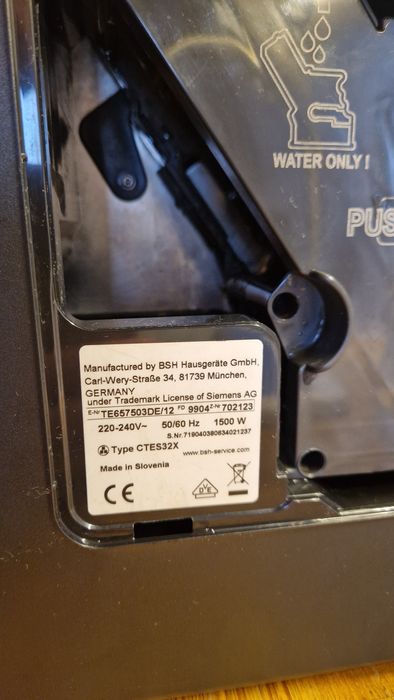 WATER ONLY !
PUS
Manufactured by BSH Hausgeräte GmbH,
Carl-Wery-Straße 34, 81739 München,
GERMANY
under Trademark License of Siemens AG
E-Nr TE657503DE/12 FD 9904 Z-Nr 702123
220-240V~ 50/60 Hz 1500 W
S.Nr.719040380634021237
Type CTES32X
www.bsh-service.com
Made in Slovenia
CE
DVE